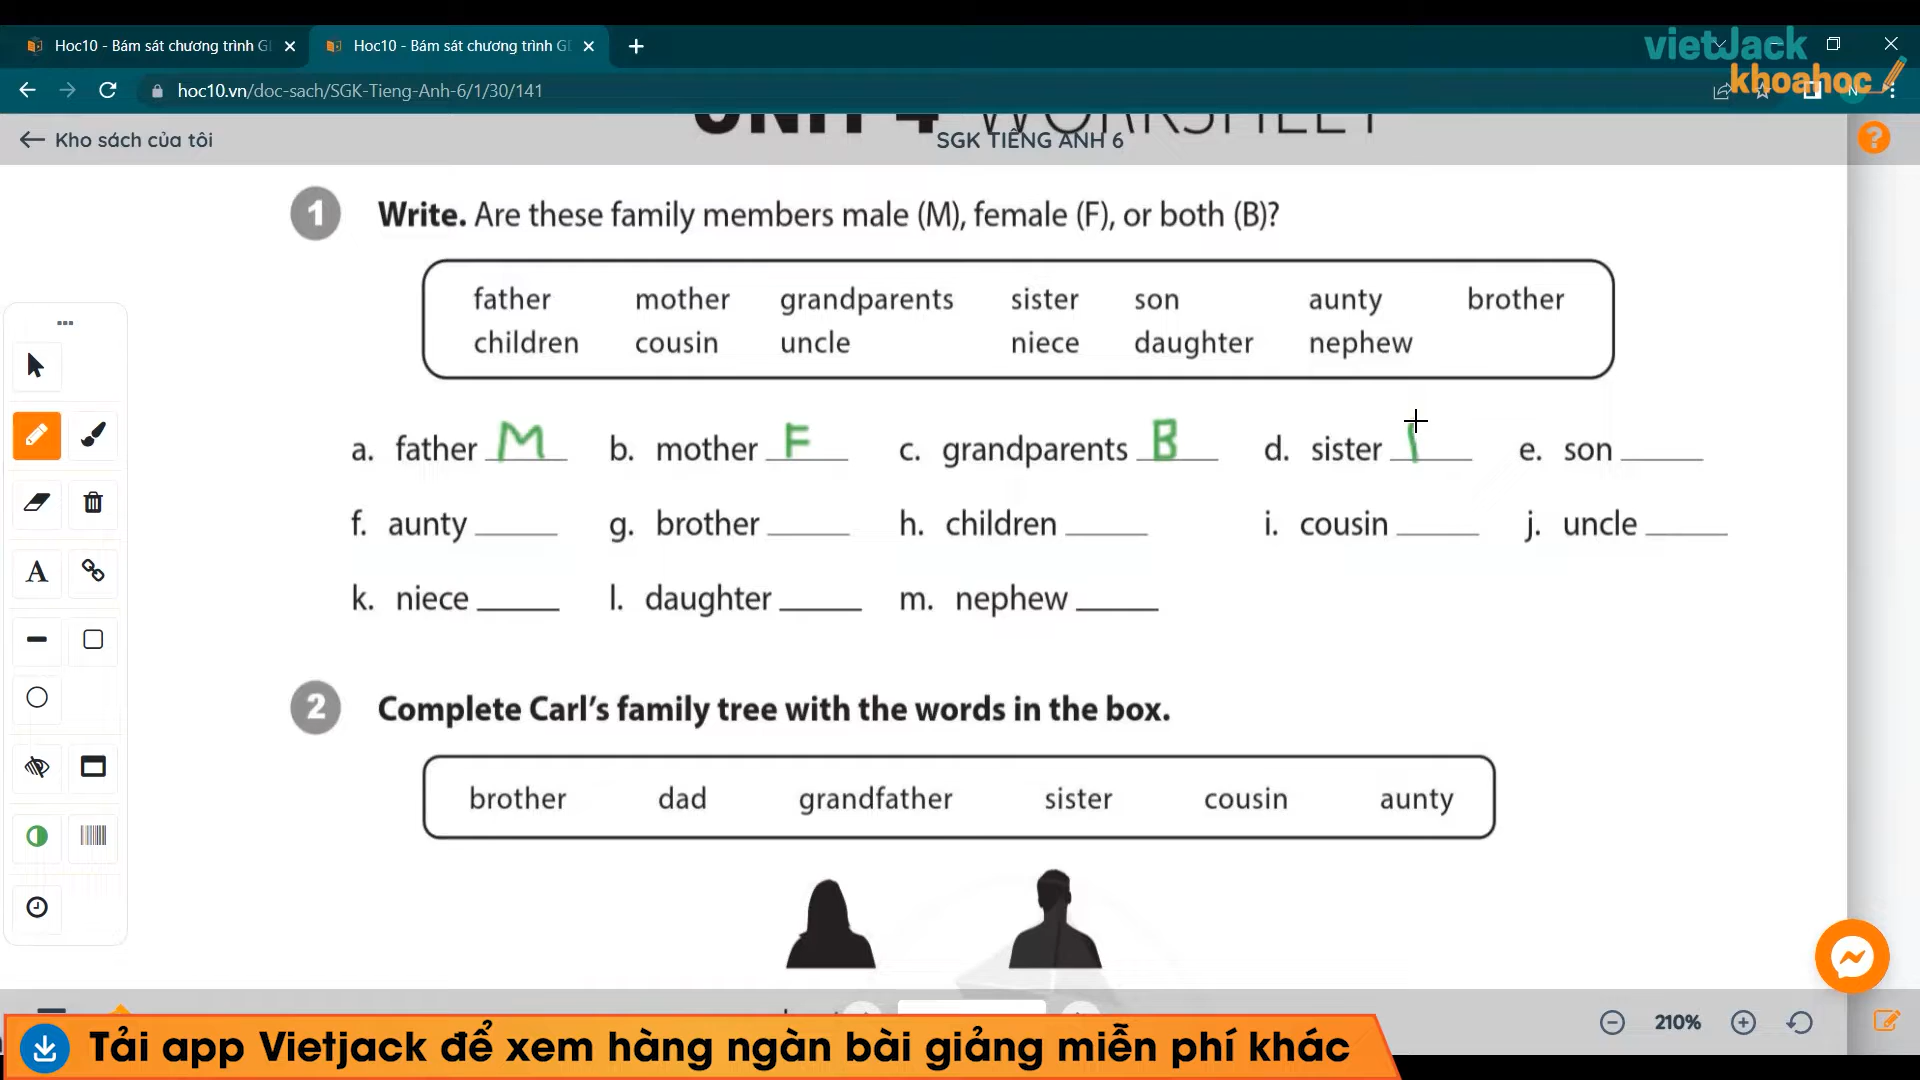 Hoc10 - Bám sát chương trình G
Hoc10 - Bám sát chương trình G
vietJack
khoahoc
hoc10.vn/doc-sach/SGK-Tieng-Anh-6/1/30/141
N
UNIT 4 WORKSHEET
Kho sách của tôi
SGK TIẾNG ANH 6
?
1 Write. Are these family members male (M), female (F), or both (B)?
father mother grandparents sister son aunty brother
children cousin uncle niece daughter nephew
a. father M b. mother F c. grandparents B d. sister e. son
f. aunty g. brother h. children i. cousin j. uncle
k. niece l. daughter m. nephew
A
2 Complete Carl's family tree with the words in the box.
brother dad grandfather sister cousin aunty
210%
Tải app Vietjack để xem hàng ngàn bài giảng miễn phí khác